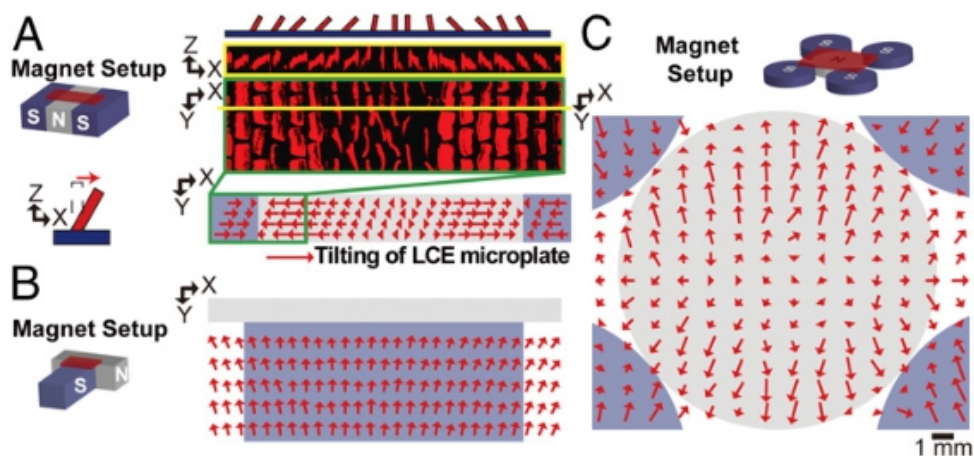 A
Magnet Setup
S N S
Z
X
Z
X
X
Y
X
Y
X
Y
Tilting of LCE microplate
B
Magnet Setup
S
N
X
Y
C
Magnet
Setup
S
S
N
S
S
1 mm